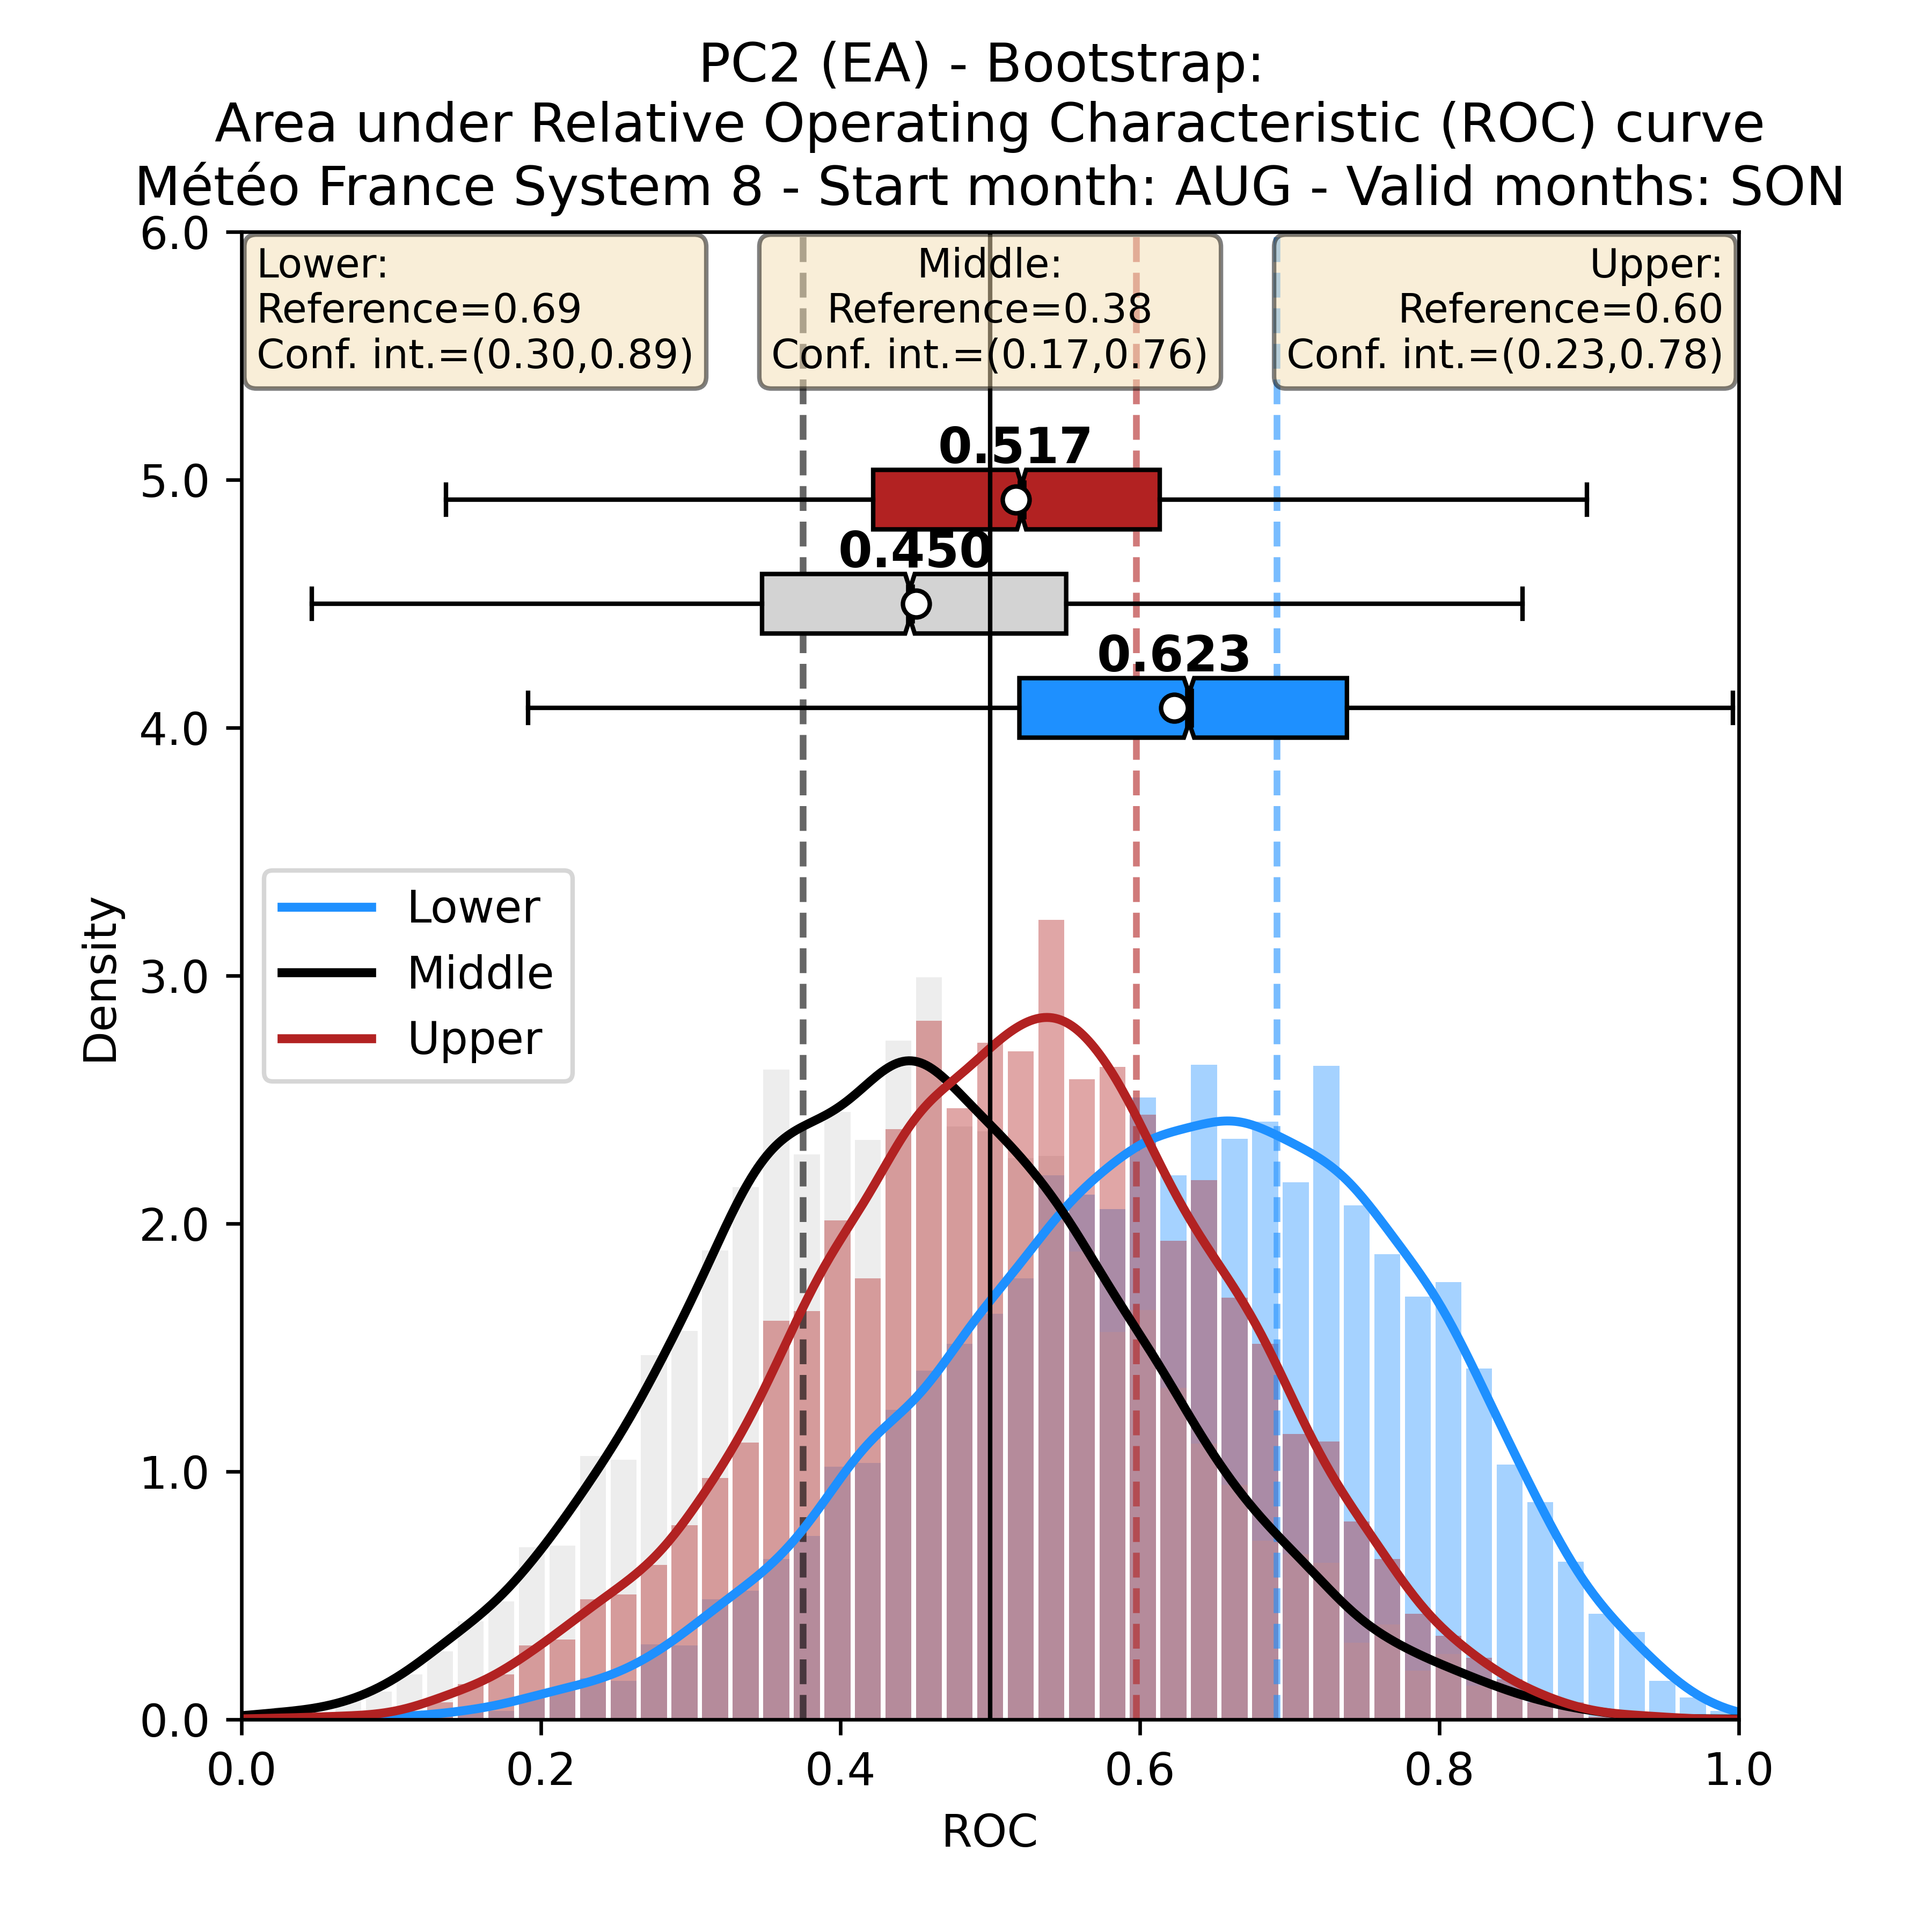 PC2 (EA) - Bootstrap:
Area under Relative Operating Characteristic (ROC) curve
Météo France System 8 - Start month: AUG - Valid months: SON
Lower:
Reference=0.69
Conf. int.=(0.30,0.89)
Middle:
Reference=0.38
Conf. int.=(0.17,0.76)
Upper:
Reference=0.60
Conf. int.=(0.23,0.78)
0.517
0.450
0.623
Lower
Middle
Upper
Density
6.0
5.0
4.0
3.0
2.0
1.0
0.0
0.0 0.2 0.4 0.6 0.8 1.0
ROC